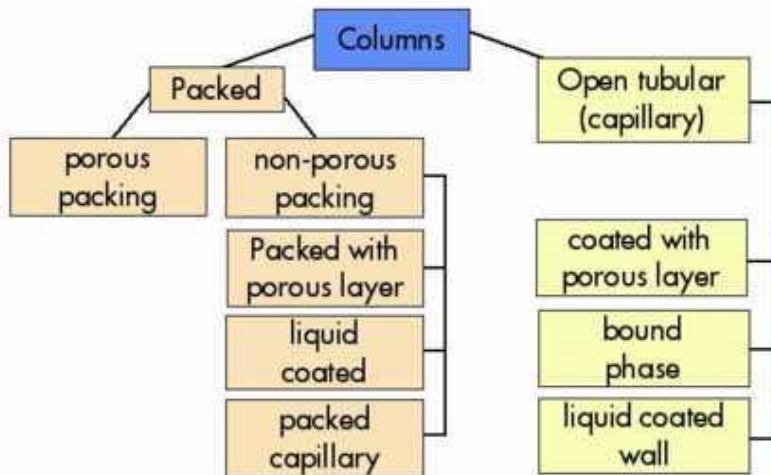 Columns
Packed
Open tubular
(capillary)
porous
packing
non-porous
packing
Packed with
porous layer
coated with
porous layer
liquid
coated
bound
phase
packed
capillary
liquid coated
wall